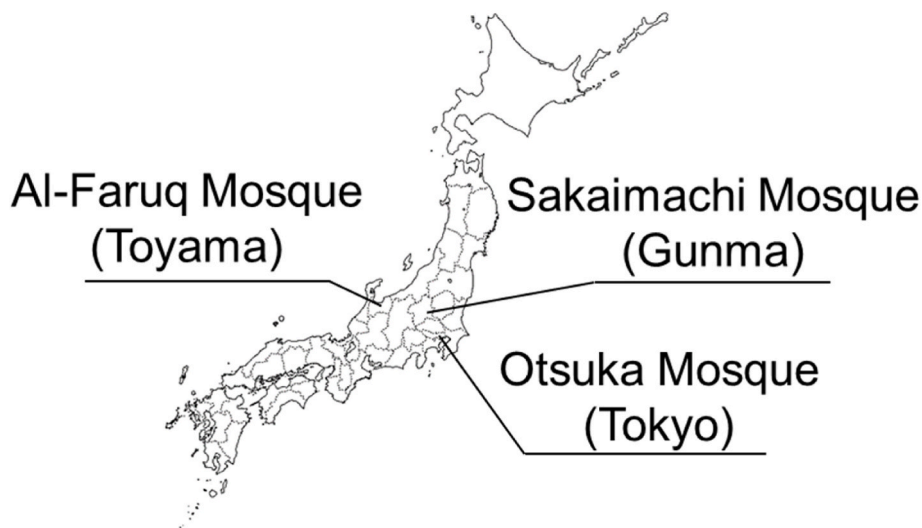 Al-Faruq Mosque
(Toyama)
Sakaimachi Mosque
(Gunma)
Otsuka Mosque
(Tokyo)